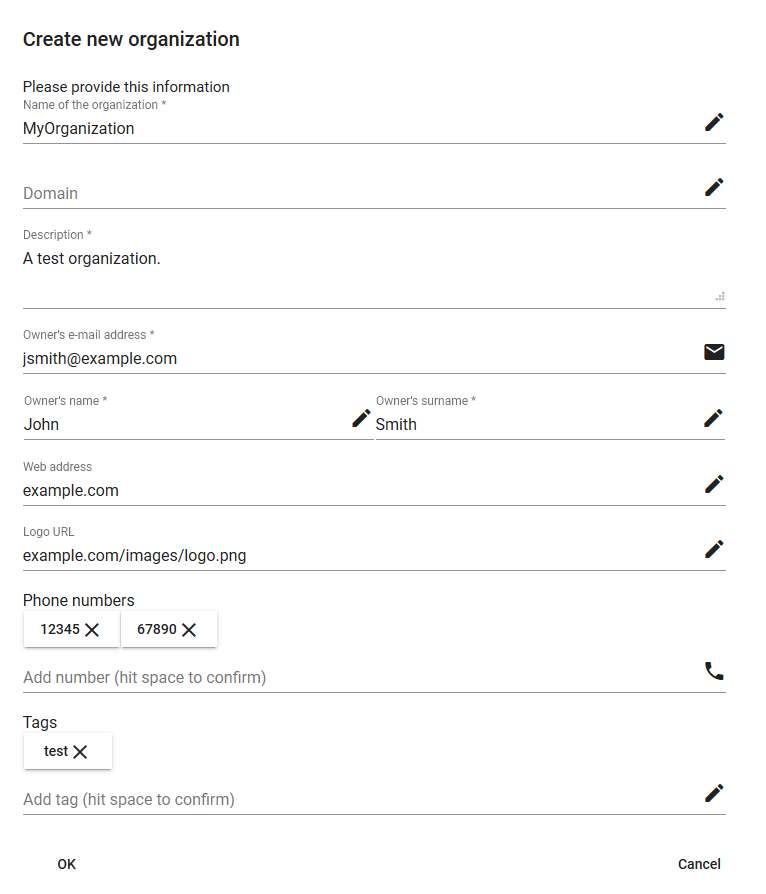 Create new organization
Please provide this information
Name of the organization *
MyOrganization
Domain
Description *
A test organization.
Owner's e-mail address *
jsmith@example.com
Owner's name * Owner's surname *
John Smith
Web address
example.com
Logo URL
example.com/images/logo.png
Phone numbers
12345 67890
Add number (hit space to confirm)
Tags
test
Add tag (hit space to confirm)
OK Cancel